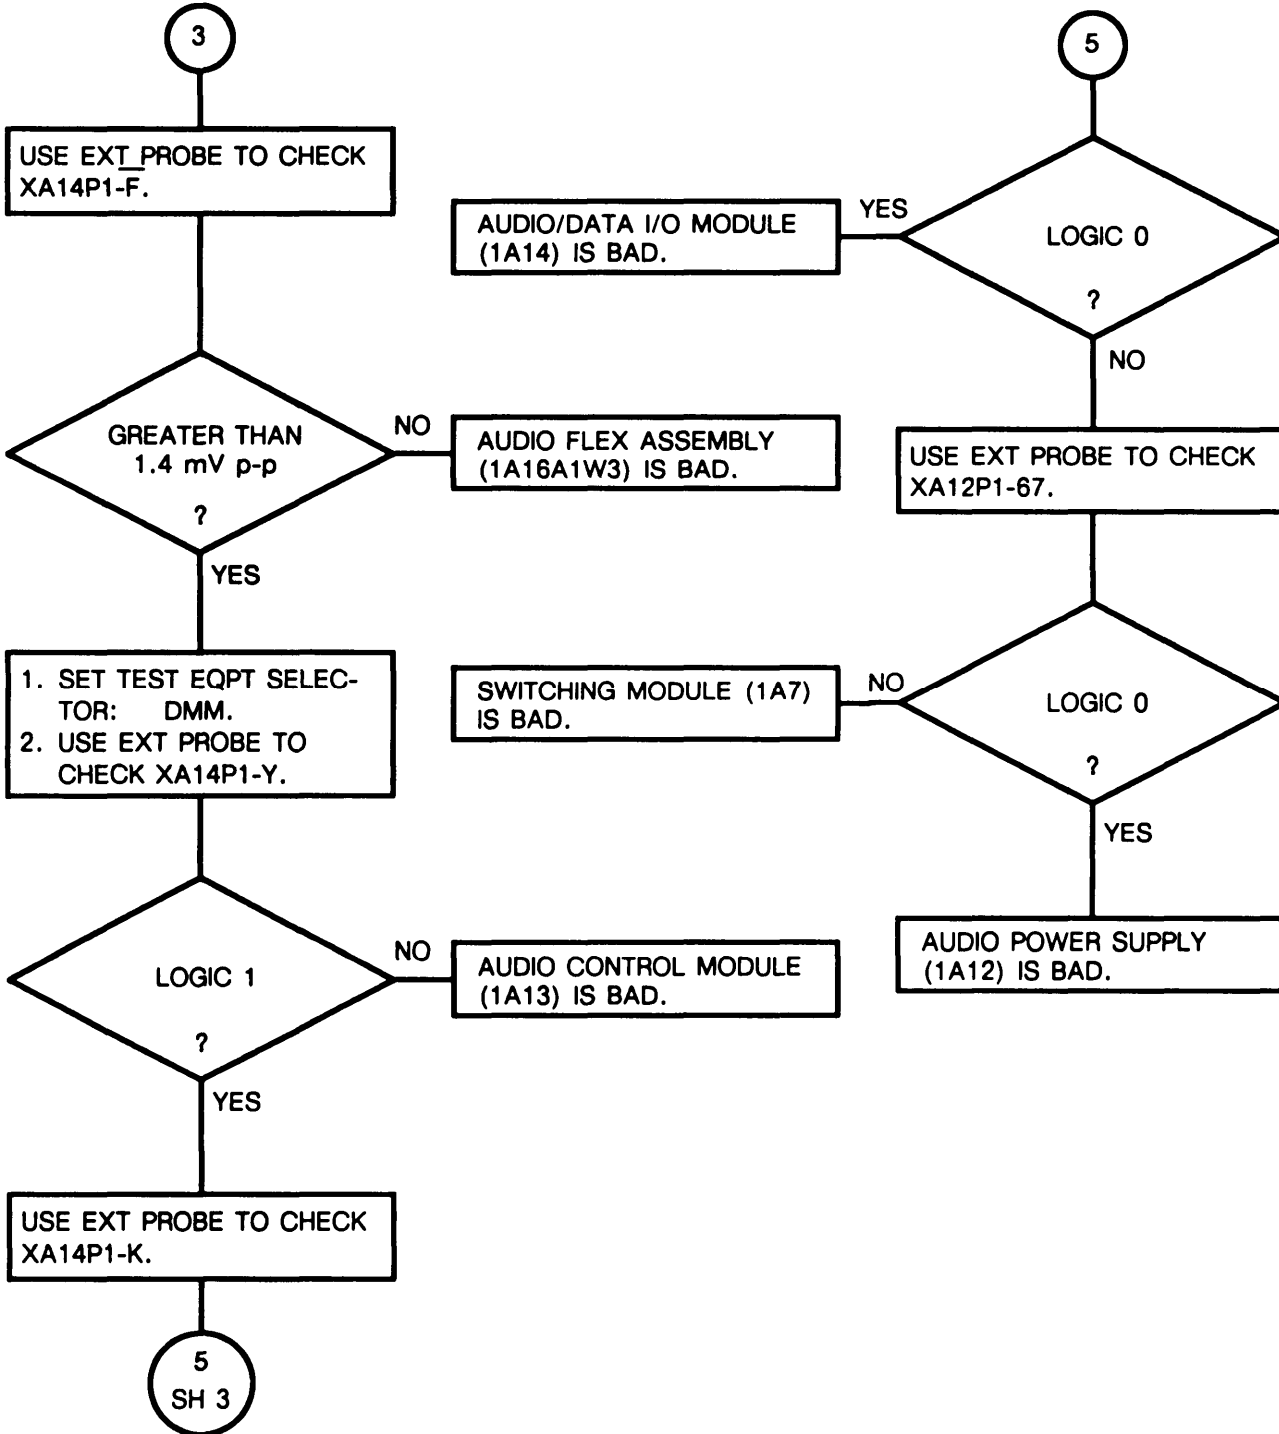 3
USE EXT PROBE TO CHECK
XA14P1-F̅.
GREATER THAN
1.4 mV p-p
?
NO
AUDIO FLEX ASSEMBLY
(1A16A1W3) IS BAD.
YES
1. SET TEST EQPT SELEC-
TOR: DMM.
2. USE EXT PROBE TO
CHECK XA14P1-Y.
LOGIC 1
?
NO
AUDIO CONTROL MODULE
(1A13) IS BAD.
YES
USE EXT PROBE TO CHECK
XA14P1-K.
5
SH 3
5
LOGIC 0
?
YES
AUDIO/DATA I/O MODULE
(1A14) IS BAD.
NO
USE EXT PROBE TO CHECK
XA12P1-67.
LOGIC 0
?
NO
SWITCHING MODULE (1A7)
IS BAD.
YES
AUDIO POWER SUPPLY
(1A12) IS BAD.